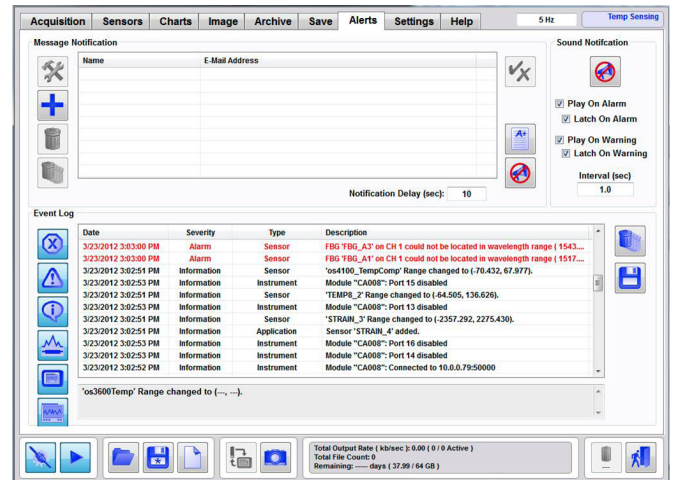 Acquisition Sensors Charts Image Archive Save Alerts Settings Help 5 Hz Temp Sensing
Message Notification
Name E-Mail Address
Notification Delay (sec): 10
Sound Notifcation
Play On Alarm
Latch On Alarm
Play On Warning
Latch On Warning
Interval (sec)
1.0
Event Log
Date Severity Type Description
3/23/2012 3:03:00 PM Alarm Sensor FBG 'FBG_A3' on CH 1 could not be located in wavelength range ( 1543....
3/23/2012 3:03:00 PM Alarm Sensor FBG 'FBG_A1' on CH 1 could not be located in wavelength range ( 1517....
3/23/2012 3:02:51 PM Information Sensor 'os4100_TempComp' Range changed to (-70.432, 67.977).
3/23/2012 3:02:53 PM Information Instrument Module "CA008": Port 15 disabled
3/23/2012 3:02:51 PM Information Sensor 'TEMP8_2' Range changed to (-64.505, 136.626).
3/23/2012 3:02:53 PM Information Instrument Module "CA008": Port 13 disabled
3/23/2012 3:02:51 PM Information Sensor 'STRAIN_3' Range changed to (-2357.292, 2275.430).
3/23/2012 3:02:51 PM Information Application Sensor 'STRAIN_4' added.
3/23/2012 3:02:53 PM Information Instrument Module "CA008": Port 16 disabled
3/23/2012 3:02:53 PM Information Instrument Module "CA008": Port 14 disabled
3/23/2012 3:02:52 PM Information Instrument Module "CA008": Connected to 10.0.0.79:50000
'os3600Temp' Range changed to (---, ---).
Total Output Rate ( kb/sec ): 0.00 ( 0 / 0 Active )
Total File Count: 0
Remaining: ----- days ( 37.99 / 64 GB )
A+